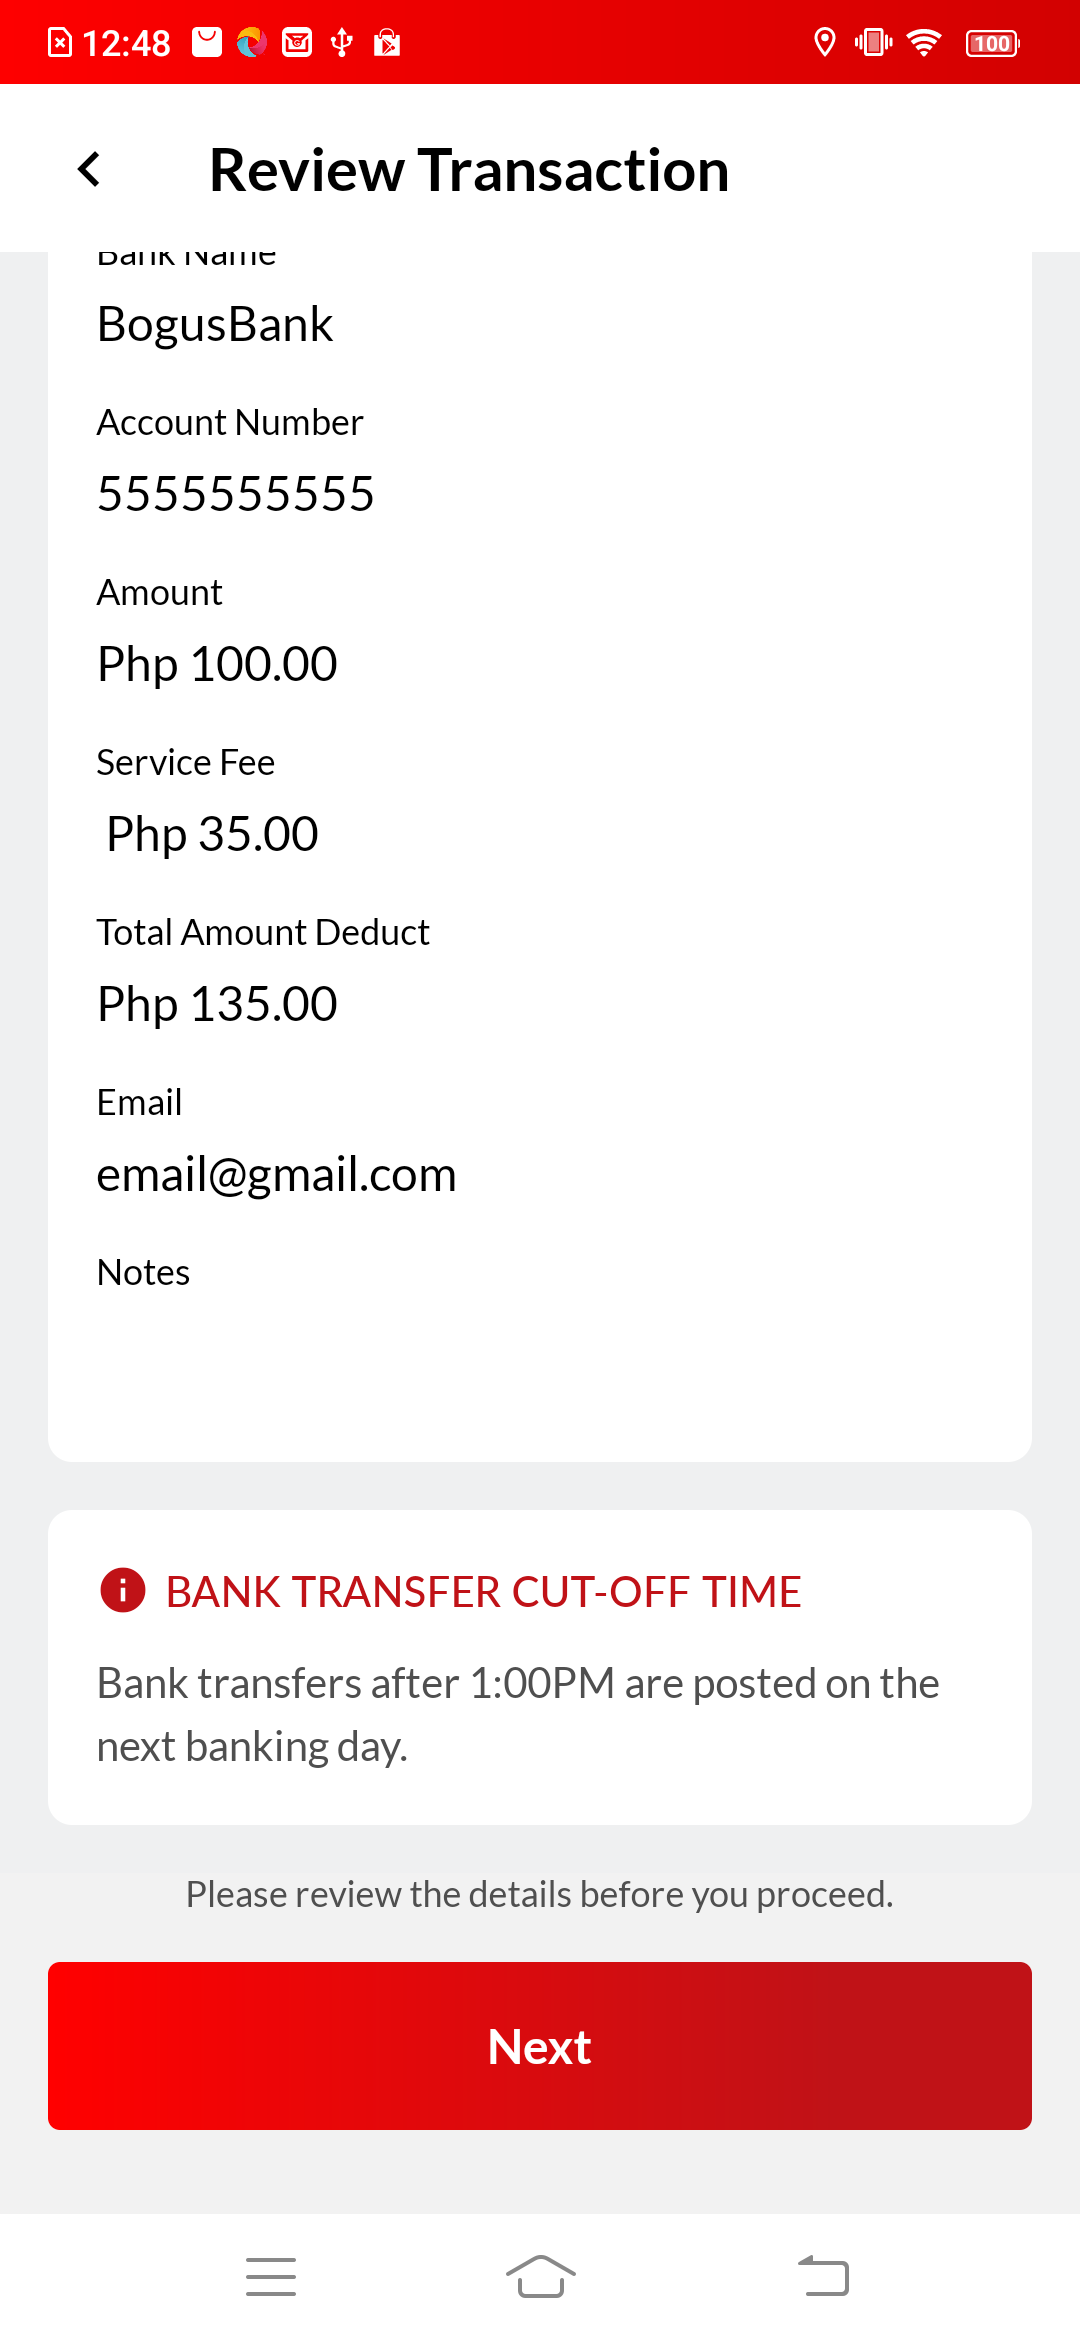 12:48
100
Review Transaction
Bank Name
BogusBank
Account Number
5555555555
Amount
Php 100.00
Service Fee
Php 35.00
Total Amount Deduct
Php 135.00
Email
email@gmail.com
Notes
BANK TRANSFER CUT-OFF TIME
Bank transfers after 1:00PM are posted on the
next banking day.
Please review the details before you proceed.
Next